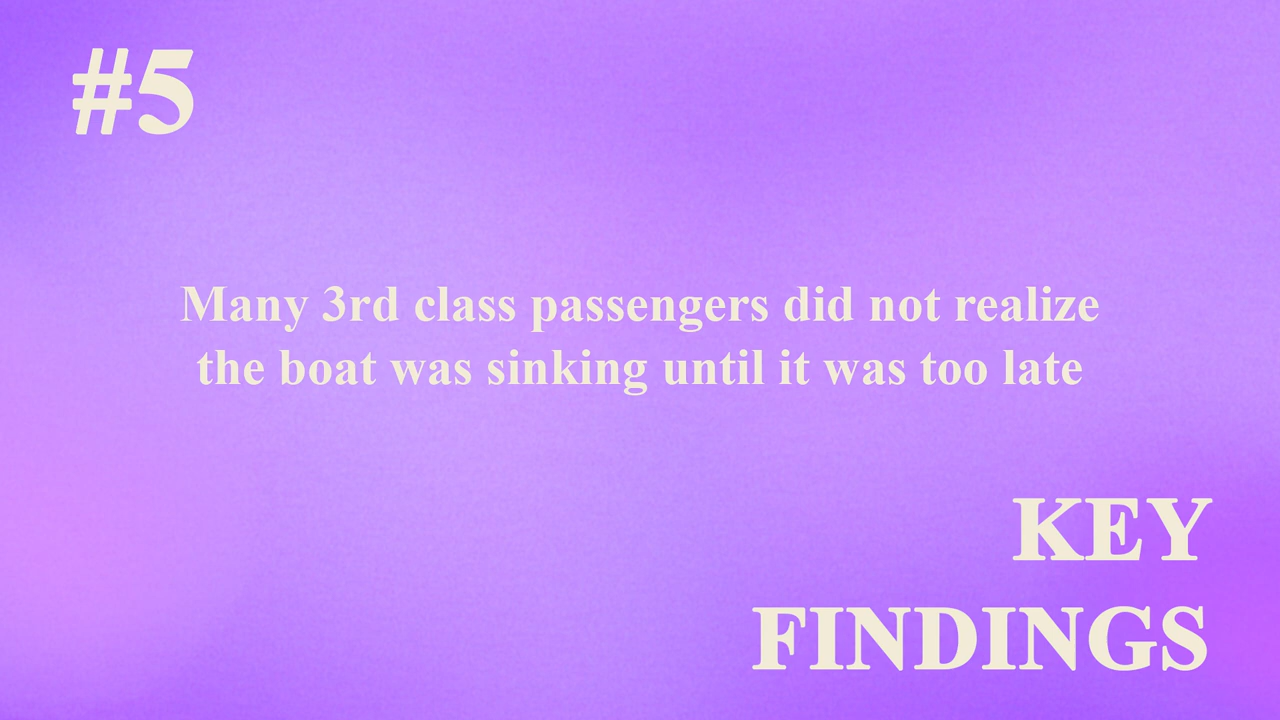 #5
Many 3rd class passengers did not realize
the boat was sinking until it was too late
KEY
FINDINGS